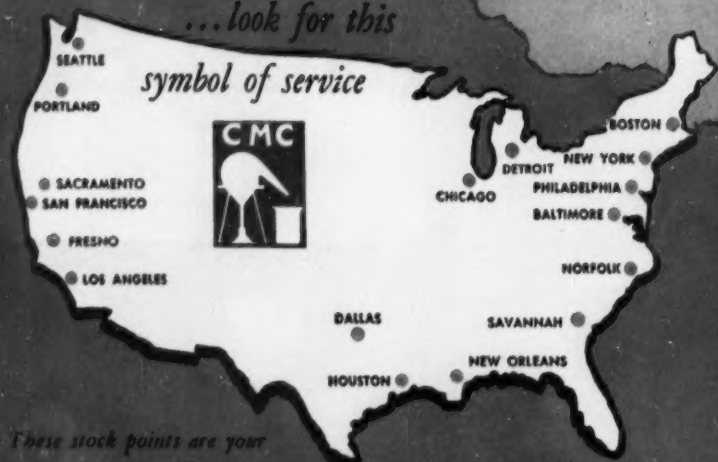 ...look for this
symbol of service
CMC
SEATTLE
PORTLAND
SACRAMENTO
SAN FRANCISCO
FRESNO
LOS ANGELES
DALLAS
HOUSTON
NEW ORLEANS
SAVANNAH
NORFOLK
BALTIMORE
PHILADELPHIA
NEW YORK
BOSTON
DETROIT
CHICAGO
These stock points are your